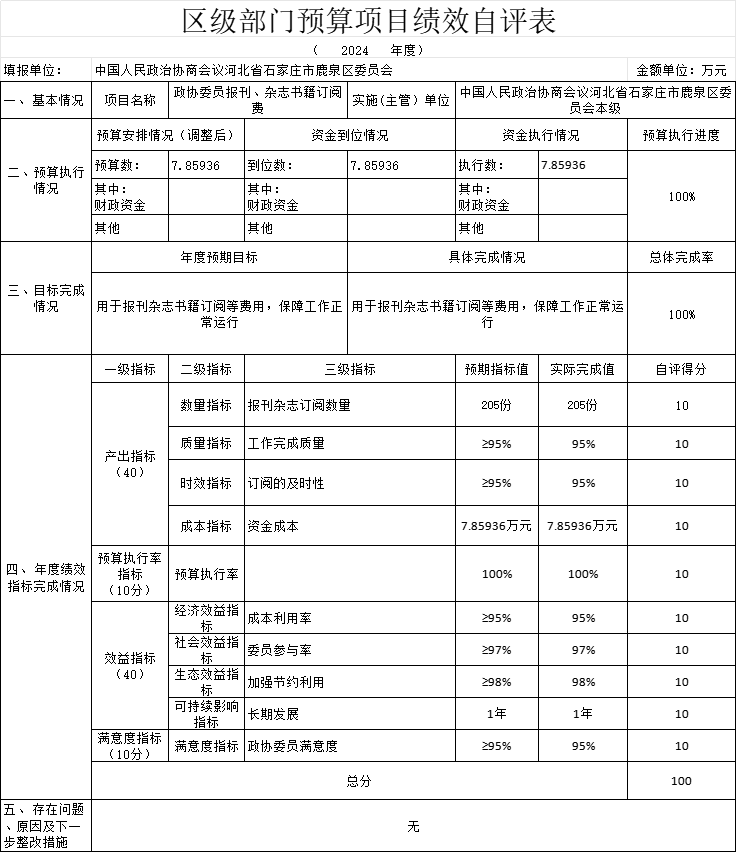 区级部门预算项目绩效自评表
（ 2024 年度）
填报单位： 中国人民政治协商会议河北省石家庄市鹿泉区委员会 金额单位：万元
一、基本情况 项目名称 政协委员报刊、杂志书籍订阅费 实施(主管）单位 中国人民政治协商会议河北省石家庄市鹿泉区委员会本级
二、预算执行情况 预算安排情况（调整后） 资金到位情况 资金执行情况 预算执行进度
预算数： 7.85936 到位数： 7.85936 执行数： 7.85936 100%
其中：
财政资金 其中：
财政资金 其中：
财政资金
其他 其他 其他
三、目标完成情况 年度预期目标 具体完成情况 总体完成率
用于报刊杂志书籍订阅等费用，保障工作正常运行 用于报刊杂志书籍订阅等费用，保障工作正常运行 100%
四、年度绩效指标完成情况 一级指标 二级指标 三级指标 预期指标值 实际完成值 自评得分
产出指标（40） 数量指标 报刊杂志订阅数量 205份 205份 10
质量指标 工作完成质量 ≥95% 95% 10
时效指标 订阅的及时性 ≥95% 95% 10
成本指标 资金成本 7.85936万元 7.85936万元 10
预算执行率指标（10分） 预算执行率 100% 100% 10
效益指标（40） 经济效益指标 成本利用率 ≥95% 95% 10
社会效益指标 委员参与率 ≥97% 97% 10
生态效益指标 加强节约利用 ≥98% 98% 10
可持续影响指标 长期发展 1年 1年 10
满意度指标（10分） 满意度指标 政协委员满意度 ≥95% 95% 10
总分 100
五、存在问题、原因及下一步整改措施 无